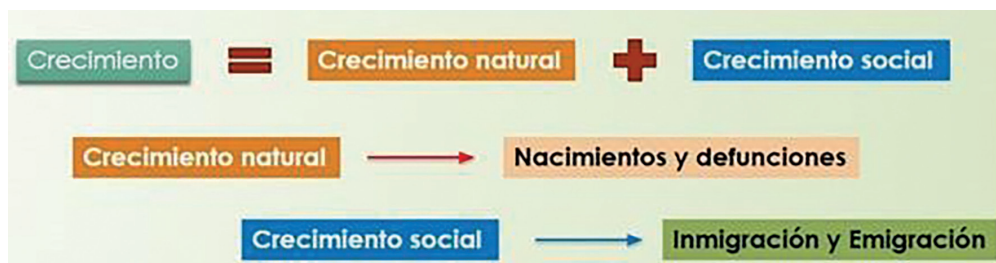 Crecimiento = Crecimiento natural + Crecimiento social
Crecimiento natural → Nacimientos y defunciones
Crecimiento social → Inmigración y Emigración